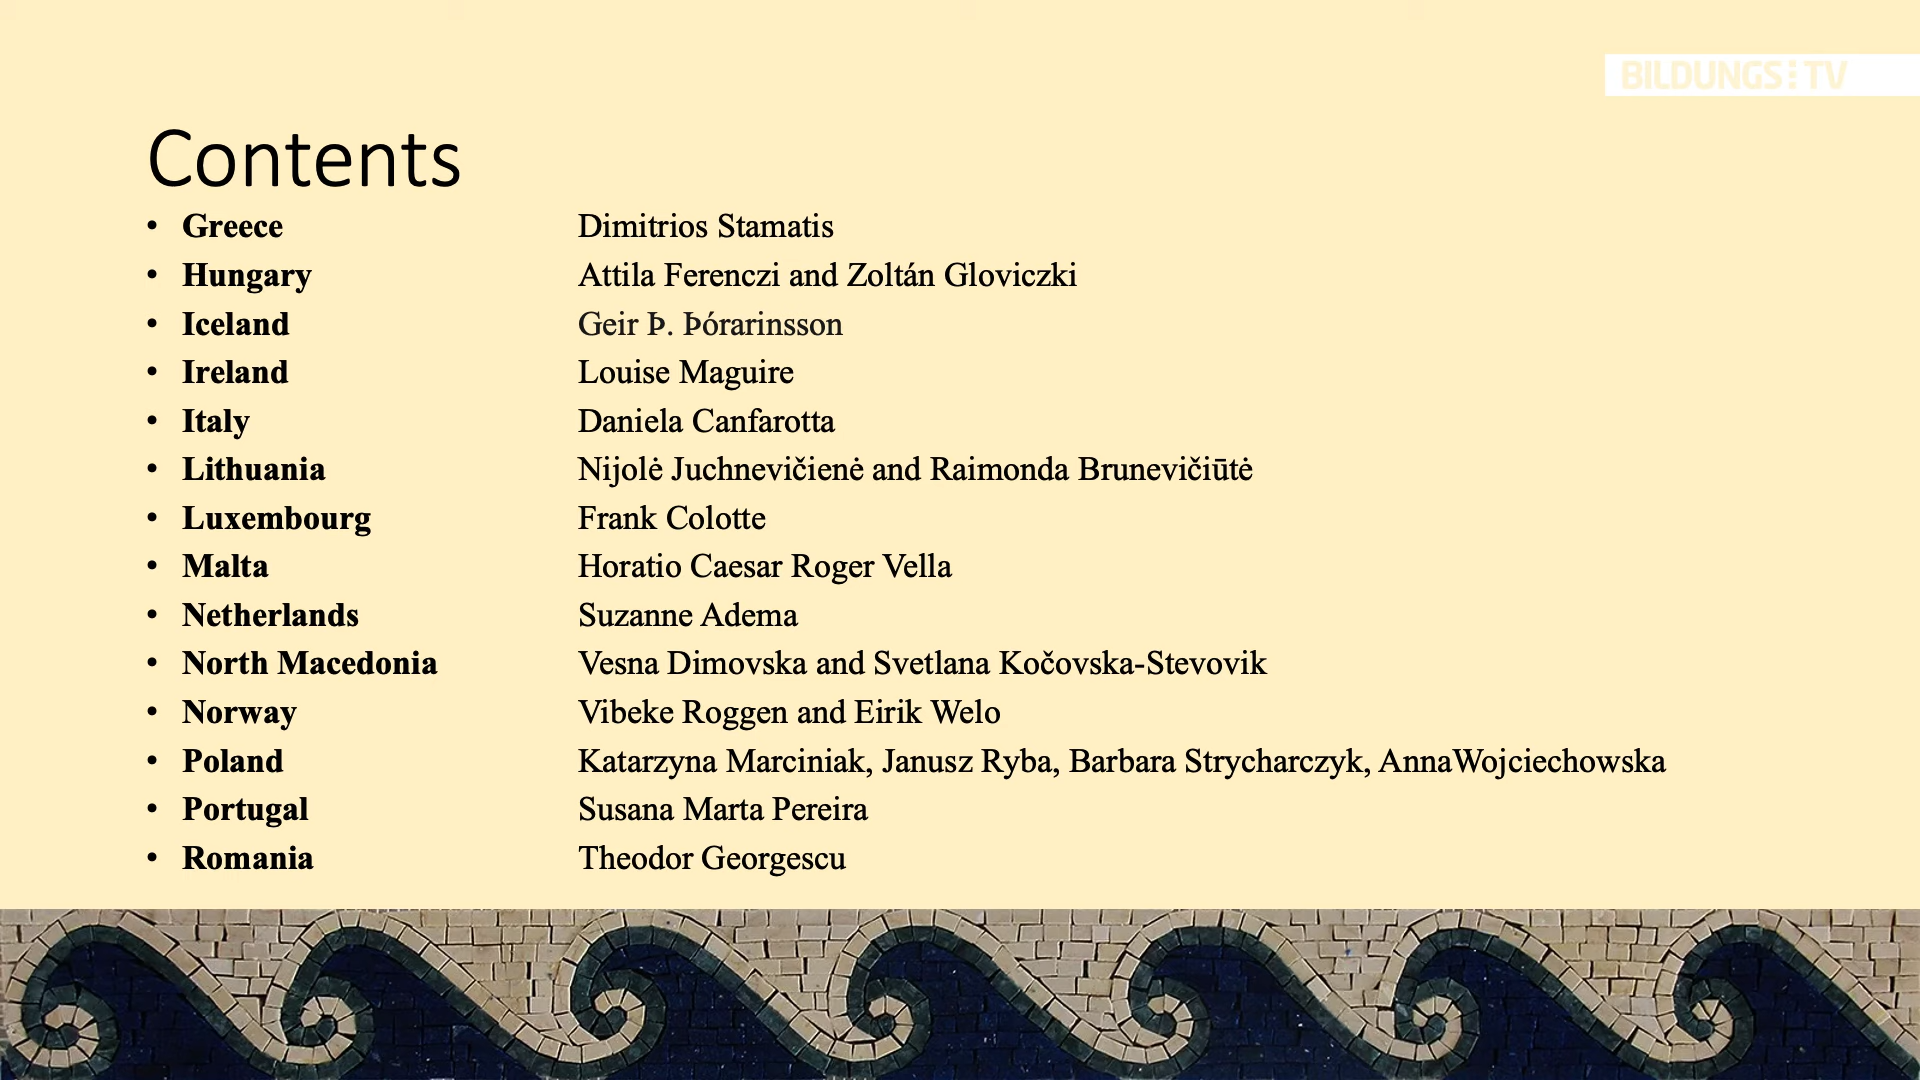 BILDUNGS⁞TV
Contents
• Greece Dimitrios Stamatis
• Hungary Attila Ferenczi and Zoltán Gloviczki
• Iceland Geir Þ. Þórarinsson
• Ireland Louise Maguire
• Italy Daniela Canfarotta
• Lithuania Nijolė Juchnevičienė and Raimonda Brunevičiūtė
• Luxembourg Frank Colotte
• Malta Horatio Caesar Roger Vella
• Netherlands Suzanne Adema
• North Macedonia Vesna Dimovska and Svetlana Kočovska-Stevovik
• Norway Vibeke Roggen and Eirik Welo
• Poland Katarzyna Marciniak, Janusz Ryba, Barbara Strycharczyk, AnnaWojciechowska
• Portugal Susana Marta Pereira
• Romania Theodor Georgescu